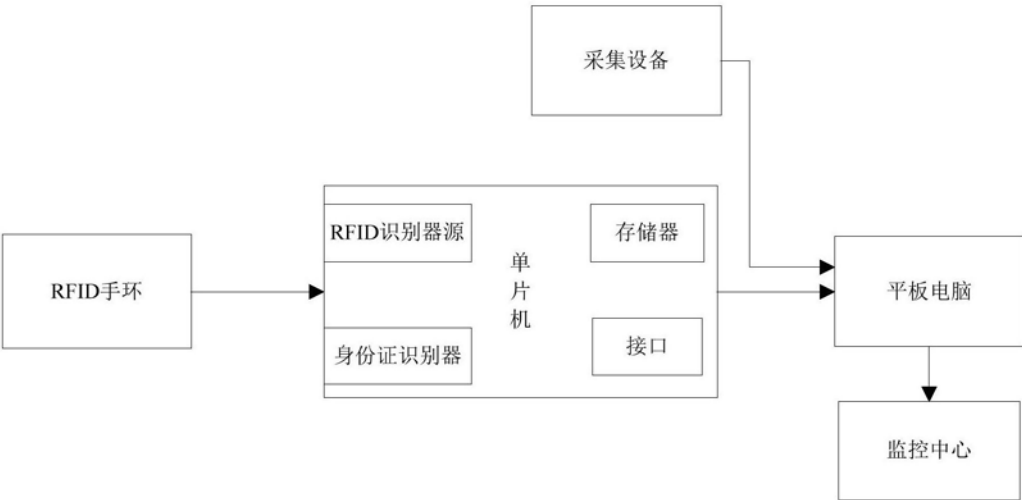 采集设备
RFID识别器源
存储器
RFID手环
单
片
机
平板电脑
身份证识别器
接口
监控中心